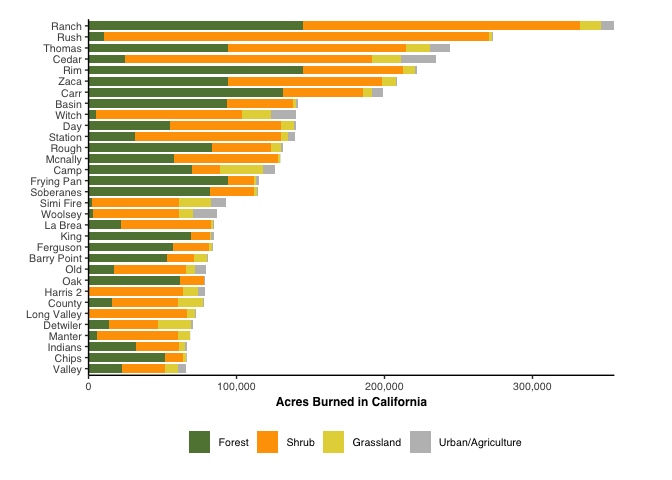 Ranch
Rush
Thomas
Cedar
Rim
Zaca
Carr
Basin
Witch
Day
Station
Rough
Mcnally
Camp
Frying Pan
Soberanes
Simi Fire
Woolsey
La Brea
King
Ferguson
Barry Point
Old
Oak
Harris 2
County
Long Valley
Detwiler
Manter
Indians
Chips
Valley
0 100,000 200,000 300,000
Acres Burned in California
Forest Shrub Grassland Urban/Agriculture